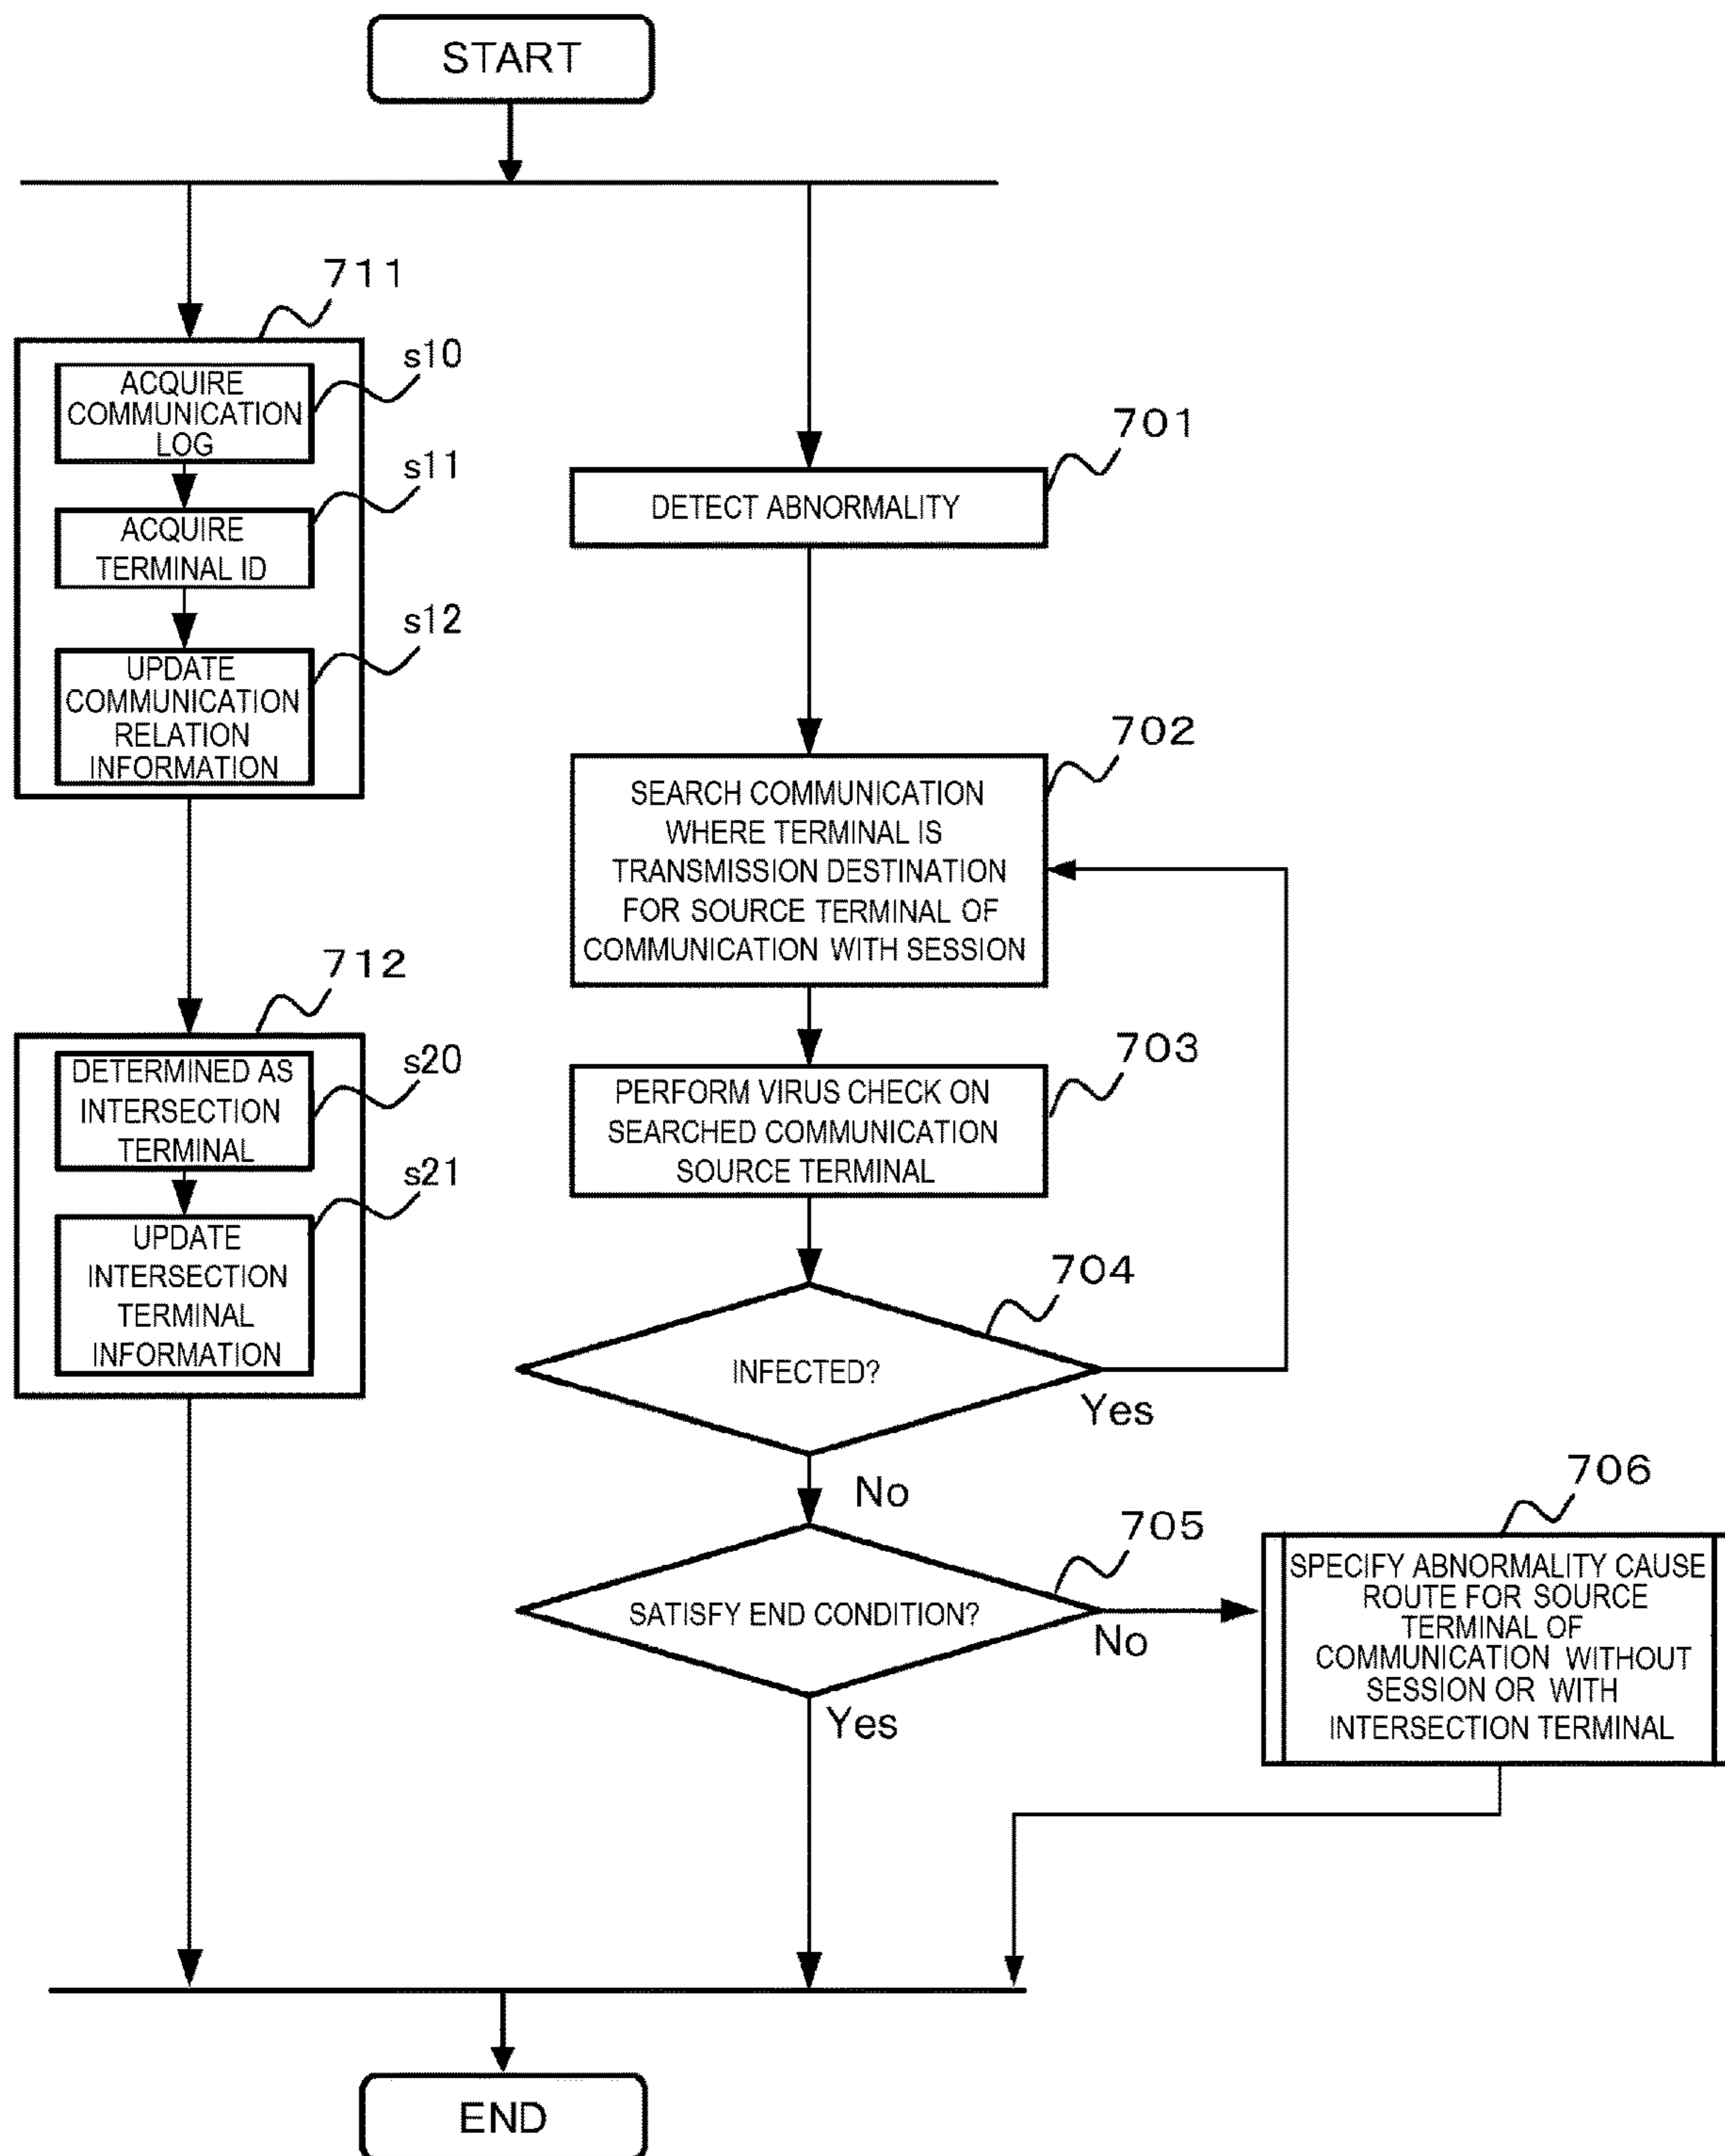 START
711
s10
ACQUIRE
COMMUNICATION
LOG
s11
ACQUIRE
TERMINAL ID
s12
UPDATE
COMMUNICATION
RELATION
INFORMATION
712
s20
DETERMINED AS
INTERSECTION
TERMINAL
s21
UPDATE
INTERSECTION
TERMINAL
INFORMATION
701
DETECT ABNORMALITY
702
SEARCH COMMUNICATION
WHERE TERMINAL IS
TRANSMISSION DESTINATION
FOR SOURCE TERMINAL OF
COMMUNICATION WITH SESSION
703
PERFORM VIRUS CHECK ON
SEARCHED COMMUNICATION
SOURCE TERMINAL
704
INFECTED?
Yes
No
705
SATISFY END CONDITION?
No
Yes
706
SPECIFY ABNORMALITY CAUSE
ROUTE FOR SOURCE
TERMINAL OF
COMMUNICATION WITHOUT
SESSION OR WITH
INTERSECTION TERMINAL
END